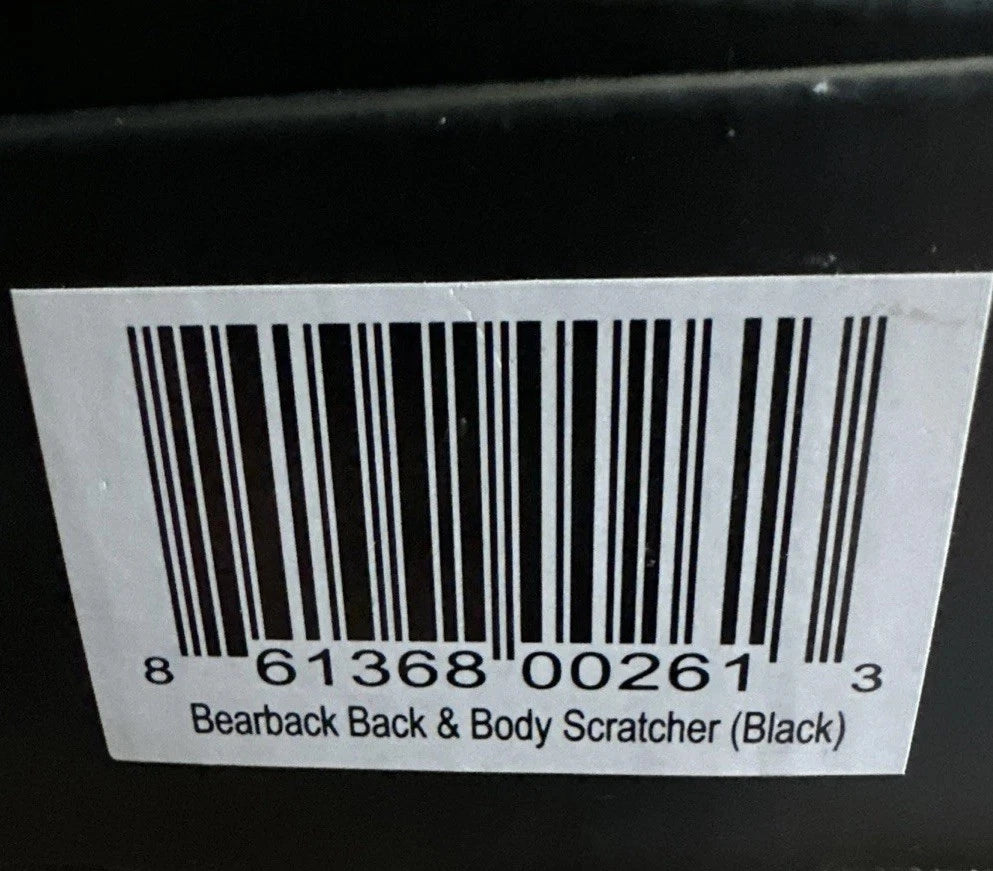 8 61368 00261 3
Bearback Back & Body Scratcher (Black)